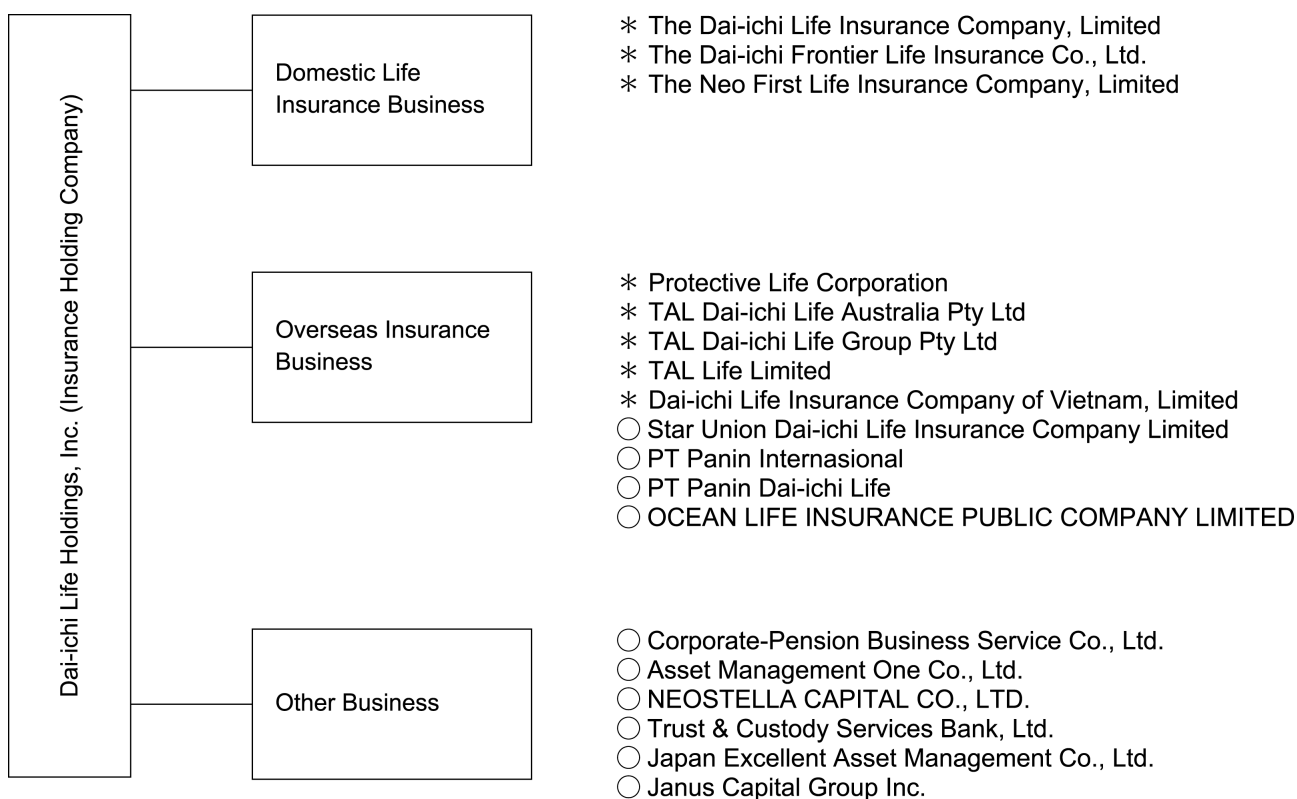 Dai-ichi Life Holdings, Inc. (Insurance Holding Company)
Domestic Life
Insurance Business
＊ The Dai-ichi Life Insurance Company, Limited
＊ The Dai-ichi Frontier Life Insurance Co., Ltd.
＊ The Neo First Life Insurance Company, Limited
Overseas Insurance
Business
＊ Protective Life Corporation
＊ TAL Dai-ichi Life Australia Pty Ltd
＊ TAL Dai-ichi Life Group Pty Ltd
＊ TAL Life Limited
＊ Dai-ichi Life Insurance Company of Vietnam, Limited
○ Star Union Dai-ichi Life Insurance Company Limited
○ PT Panin Internasional
○ PT Panin Dai-ichi Life
○ OCEAN LIFE INSURANCE PUBLIC COMPANY LIMITED
Other Business
○ Corporate-Pension Business Service Co., Ltd.
○ Asset Management One Co., Ltd.
○ NEOSTELLA CAPITAL CO., LTD.
○ Trust & Custody Services Bank, Ltd.
○ Japan Excellent Asset Management Co., Ltd.
○ Janus Capital Group Inc.